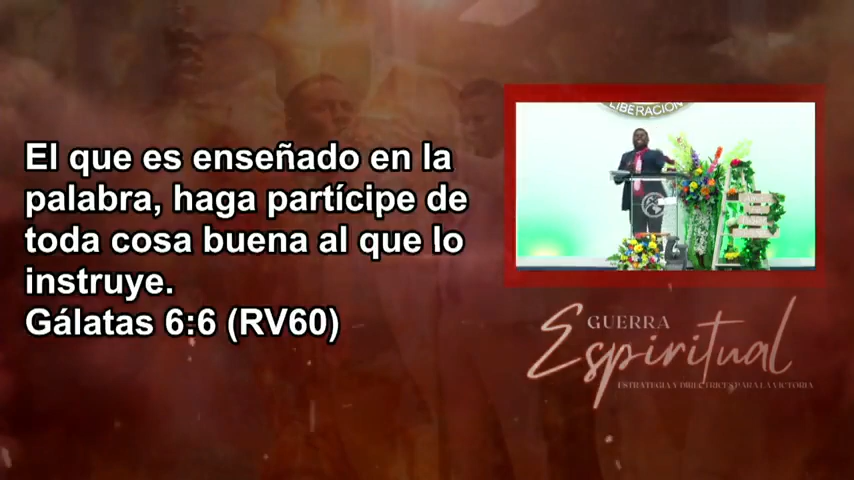 El que es enseñado en la
palabra, haga partícipe de
toda cosa buena al que lo
instruye.
Gálatas 6:6 (RV60)
LIBERACIÓN
GUERRA
Espiritual
ESTRATEGIA Y DIRECTRICES PARA LA VICTORIA